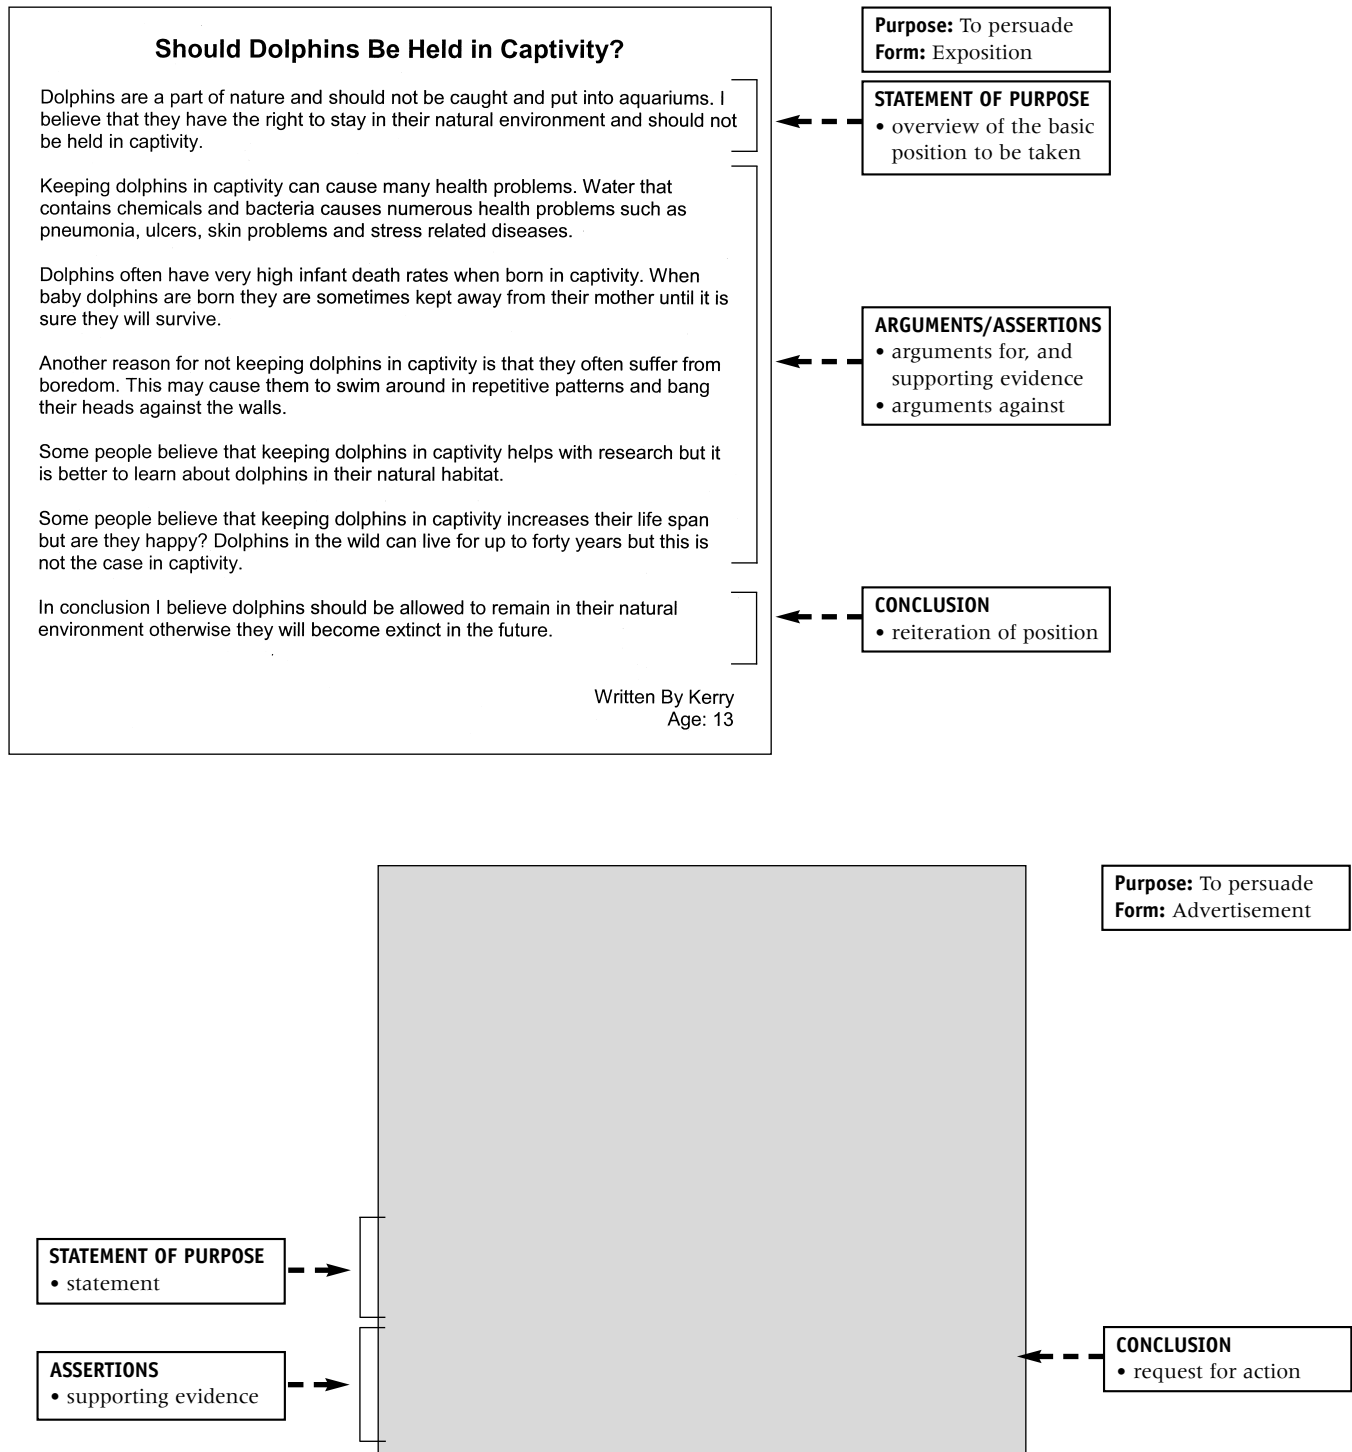 Should Dolphins Be Held in Captivity?
Dolphins are a part of nature and should not be caught and put into aquariums. I
believe that they have the right to stay in their natural environment and should not
be held in captivity.
Keeping dolphins in captivity can cause many health problems. Water that
contains chemicals and bacteria causes numerous health problems such as
pneumonia, ulcers, skin problems and stress related diseases.
Dolphins often have very high infant death rates when born in captivity. When
baby dolphins are born they are sometimes kept away from their mother until it is
sure they will survive.
Another reason for not keeping dolphins in captivity is that they often suffer from
boredom. This may cause them to swim around in repetitive patterns and bang
their heads against the walls.
Some people believe that keeping dolphins in captivity helps with research but it
is better to learn about dolphins in their natural habitat.
Some people believe that keeping dolphins in captivity increases their life span
but are they happy? Dolphins in the wild can live for up to forty years but this is
not the case in captivity.
In conclusion I believe dolphins should be allowed to remain in their natural
environment otherwise they will become extinct in the future.
Written By Kerry
Age: 13
Purpose: To persuade
Form: Exposition
STATEMENT OF PURPOSE
• overview of the basic
position to be taken
ARGUMENTS/ASSERTIONS
• arguments for, and
supporting evidence
• arguments against
CONCLUSION
• reiteration of position
Purpose: To persuade
Form: Advertisement
STATEMENT OF PURPOSE
• statement
ASSERTIONS
• supporting evidence
CONCLUSION
• request for action